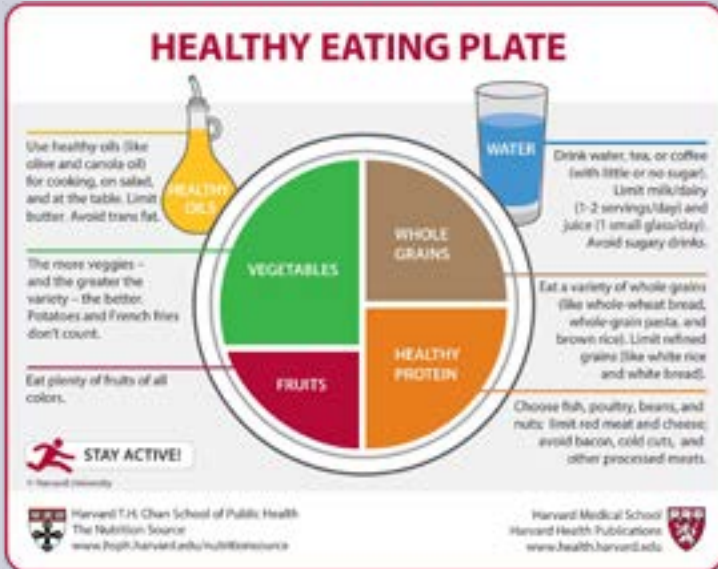 HEALTHY EATING PLATE
Use healthy oils (like
olive and canola oil)
for cooking, on salad,
and at the table. Limit
butter. Avoid trans fat.
HEALTHY
OILS
The more veggies –
and the greater the
variety – the better.
Potatoes and French fries
don't count.
Eat plenty of fruits of all
colors.
VEGETABLES
FRUITS
WHOLE
GRAINS
HEALTHY
PROTEIN
WATER
Drink water, tea, or coffee
(with little or no sugar).
Limit milk/dairy
(1-2 servings/day) and
juice (1 small glass/day).
Avoid sugary drinks.
Eat a variety of whole grains
(like whole-wheat bread,
whole-grain pasta, and
brown rice). Limit refined
grains (like white rice
and white bread).
Choose fish, poultry, beans, and
nuts; limit red meat and cheese;
avoid bacon, cold cuts, and
other processed meats.
STAY ACTIVE!
© Harvard University
Harvard T.H. Chan School of Public Health
The Nutrition Source
www.hsph.harvard.edu/nutritionsource
Harvard Medical School
Harvard Health Publications
www.health.harvard.edu